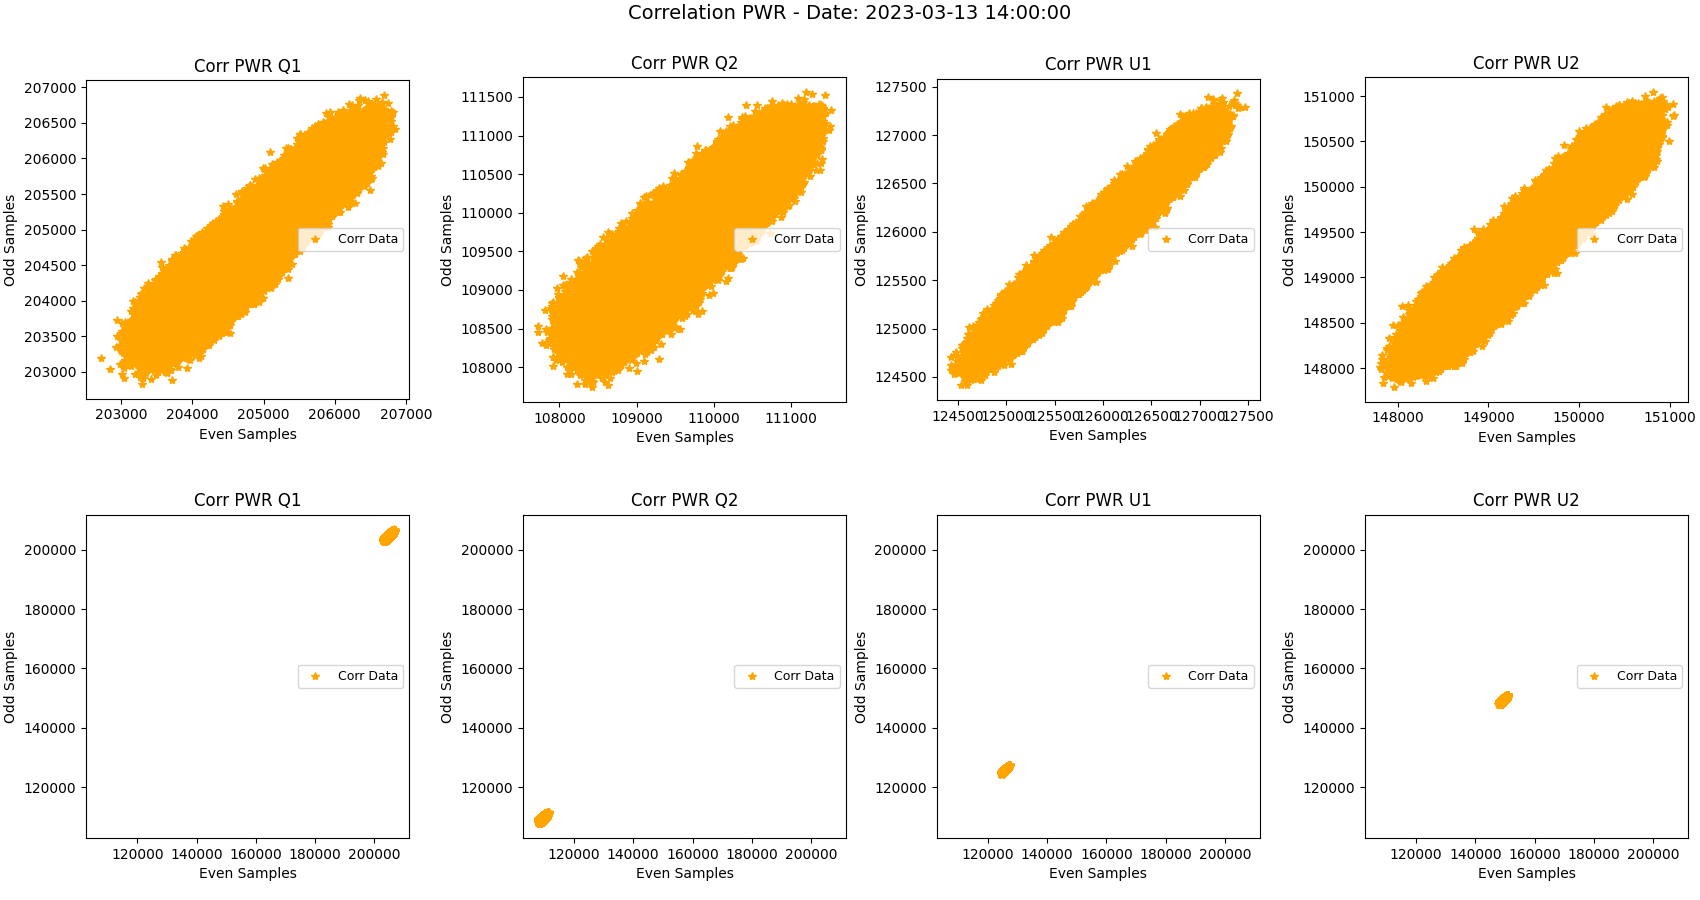 Correlation PWR - Date: 2023-03-13 14:00:00
Corr PWR Q1
207000
206500
206000
205500
205000
204500
204000
203500
203000
Odd Samples
Corr Data
203000 204000 205000 206000 207000
Even Samples
Corr PWR Q2
111500
111000
110500
110000
109500
109000
108500
108000
Odd Samples
Corr Data
108000 109000 110000 111000
Even Samples
Corr PWR U1
127500
127000
126500
126000
125500
125000
124500
Odd Samples
Corr Data
124500 125000 125500 126000 126500 127000 127500
Even Samples
Corr PWR U2
151000
150500
150000
149500
149000
148500
148000
Odd Samples
Corr Data
148000 149000 150000 151000
Even Samples
Corr PWR Q1
200000
180000
160000
140000
120000
Odd Samples
Corr Data
120000 140000 160000 180000 200000
Even Samples
Corr PWR Q2
200000
180000
160000
140000
120000
Odd Samples
Corr Data
120000 140000 160000 180000 200000
Even Samples
Corr PWR U1
200000
180000
160000
140000
120000
Odd Samples
Corr Data
120000 140000 160000 180000 200000
Even Samples
Corr PWR U2
200000
180000
160000
140000
120000
Odd Samples
Corr Data
120000 140000 160000 180000 200000
Even Samples